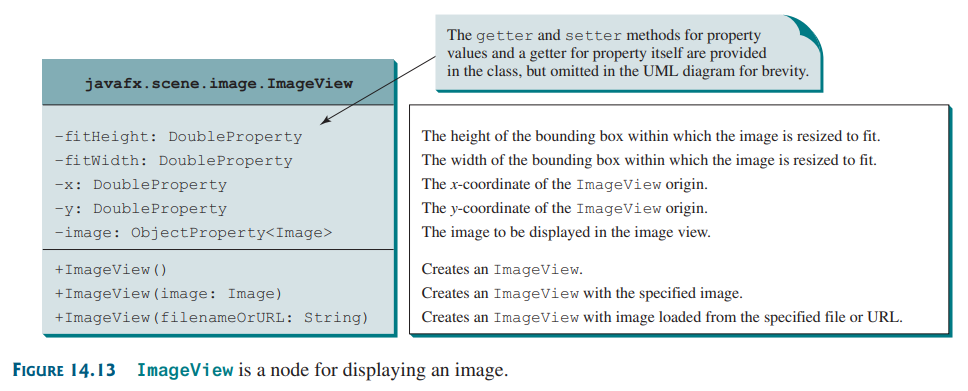 The getter and setter methods for property
values and a getter for property itself are provided
in the class, but omitted in the UML diagram for brevity.
javafx.scene.image.ImageView
-fitHeight: DoubleProperty
The height of the bounding box within which the image is resized to fit.
-fitWidth: DoubleProperty
The width of the bounding box within which the image is resized to fit.
-x: DoubleProperty
The x-coordinate of the ImageView origin.
-y: DoubleProperty
The y-coordinate of the ImageView origin.
-image: ObjectProperty<Image>
The image to be displayed in the image view.
+ImageView()
Creates an ImageView.
+ImageView(image: Image)
Creates an ImageView with the specified image.
+ImageView(filenameOrURL: String)
Creates an ImageView with image loaded from the specified file or URL.
FIGURE 14.13 ImageView is a node for displaying an image.